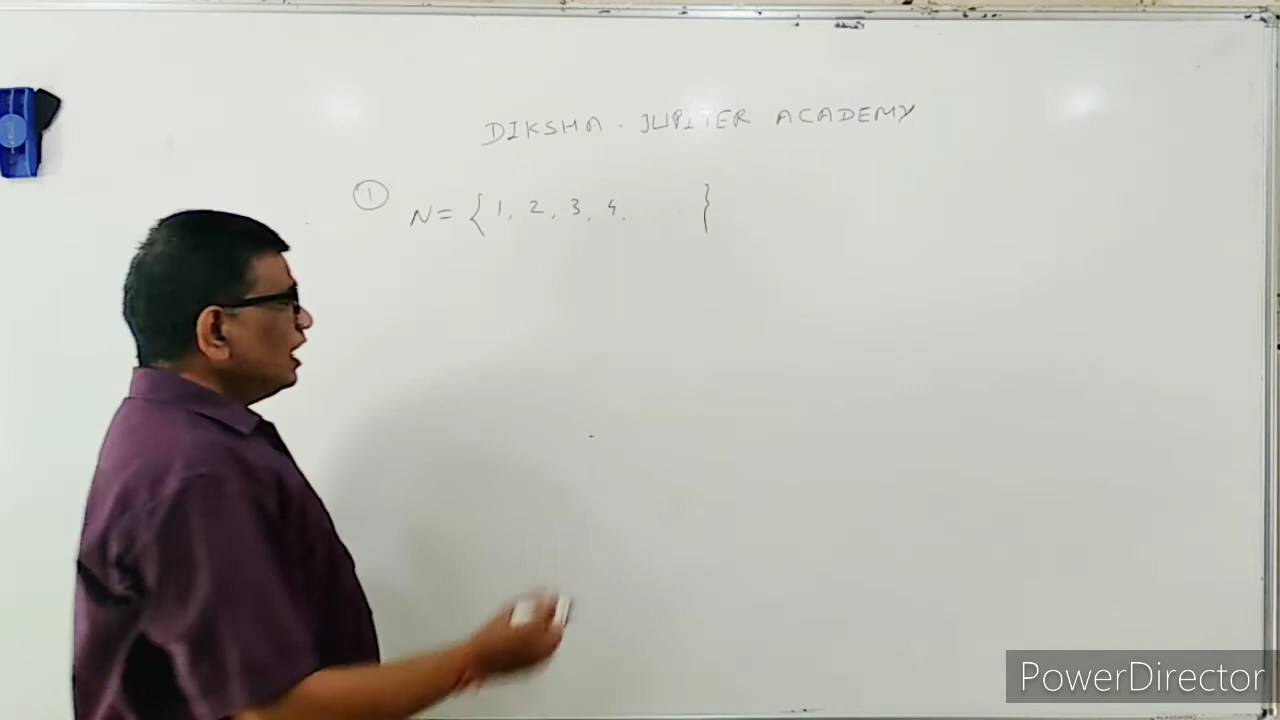 DIKSHA - JUPITER ACADEMY
① N = { 1, 2, 3, 4, ..... }
PowerDirector